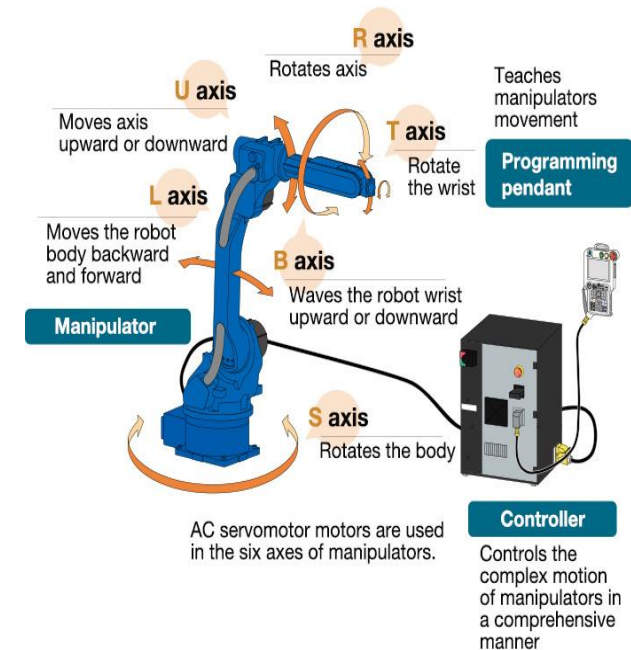 R axis
Rotates axis
U axis
Moves axis
upward or downward
Teaches
manipulators
movement
T axis
Rotate
the wrist
Programming
pendant
L axis
Moves the robot
body backward
and forward
B axis
Waves the robot wrist
upward or downward
Manipulator
S axis
Rotates the body
AC servomotor motors are used
in the six axes of manipulators.
Controller
Controls the
complex motion
of manipulators in
a comprehensive
manner